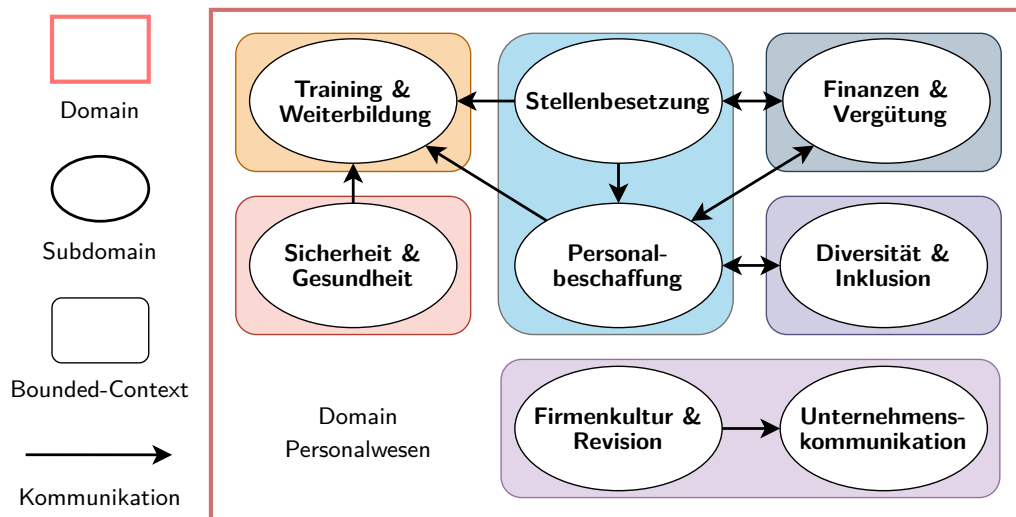 Domain
Subdomain
Bounded-Context
Kommunikation
Training &
Weiterbildung
Stellenbesetzung
Finanzen &
Vergütung
Sicherheit &
Gesundheit
Personal-
beschaffung
Diversität &
Inklusion
Domain
Personalwesen
Firmenkultur &
Revision
Unternehmens-
kommunikation